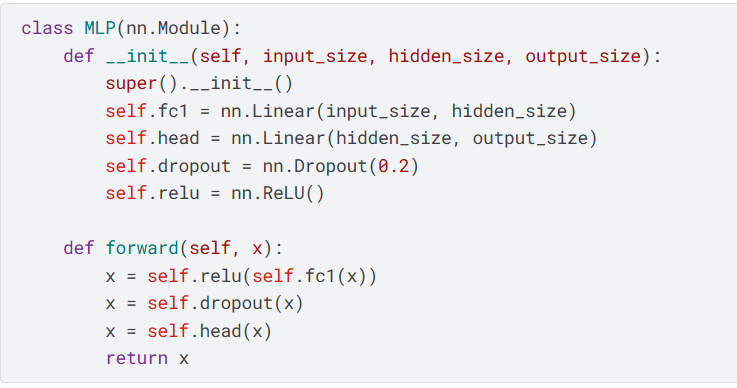 class MLP(nn.Module):
    def __init__(self, input_size, hidden_size, output_size):
        super().__init__()
        self.fc1 = nn.Linear(input_size, hidden_size)
        self.head = nn.Linear(hidden_size, output_size)
        self.dropout = nn.Dropout(0.2)
        self.relu = nn.ReLU()

    def forward(self, x):
        x = self.relu(self.fc1(x))
        x = self.dropout(x)
        x = self.head(x)
        return x